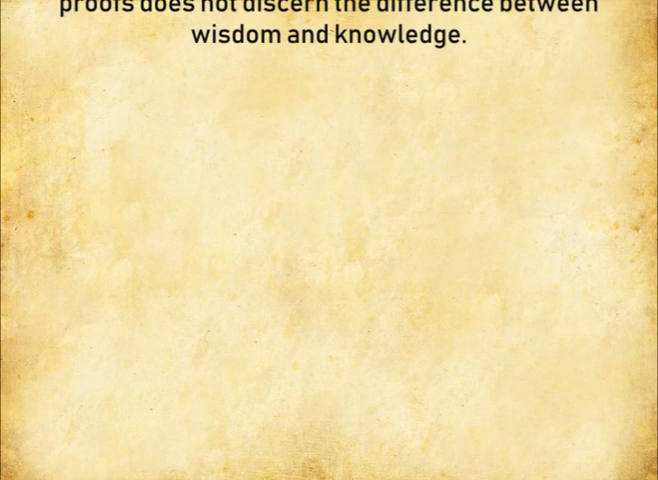 proofs does not discern the difference between
wisdom and knowledge.